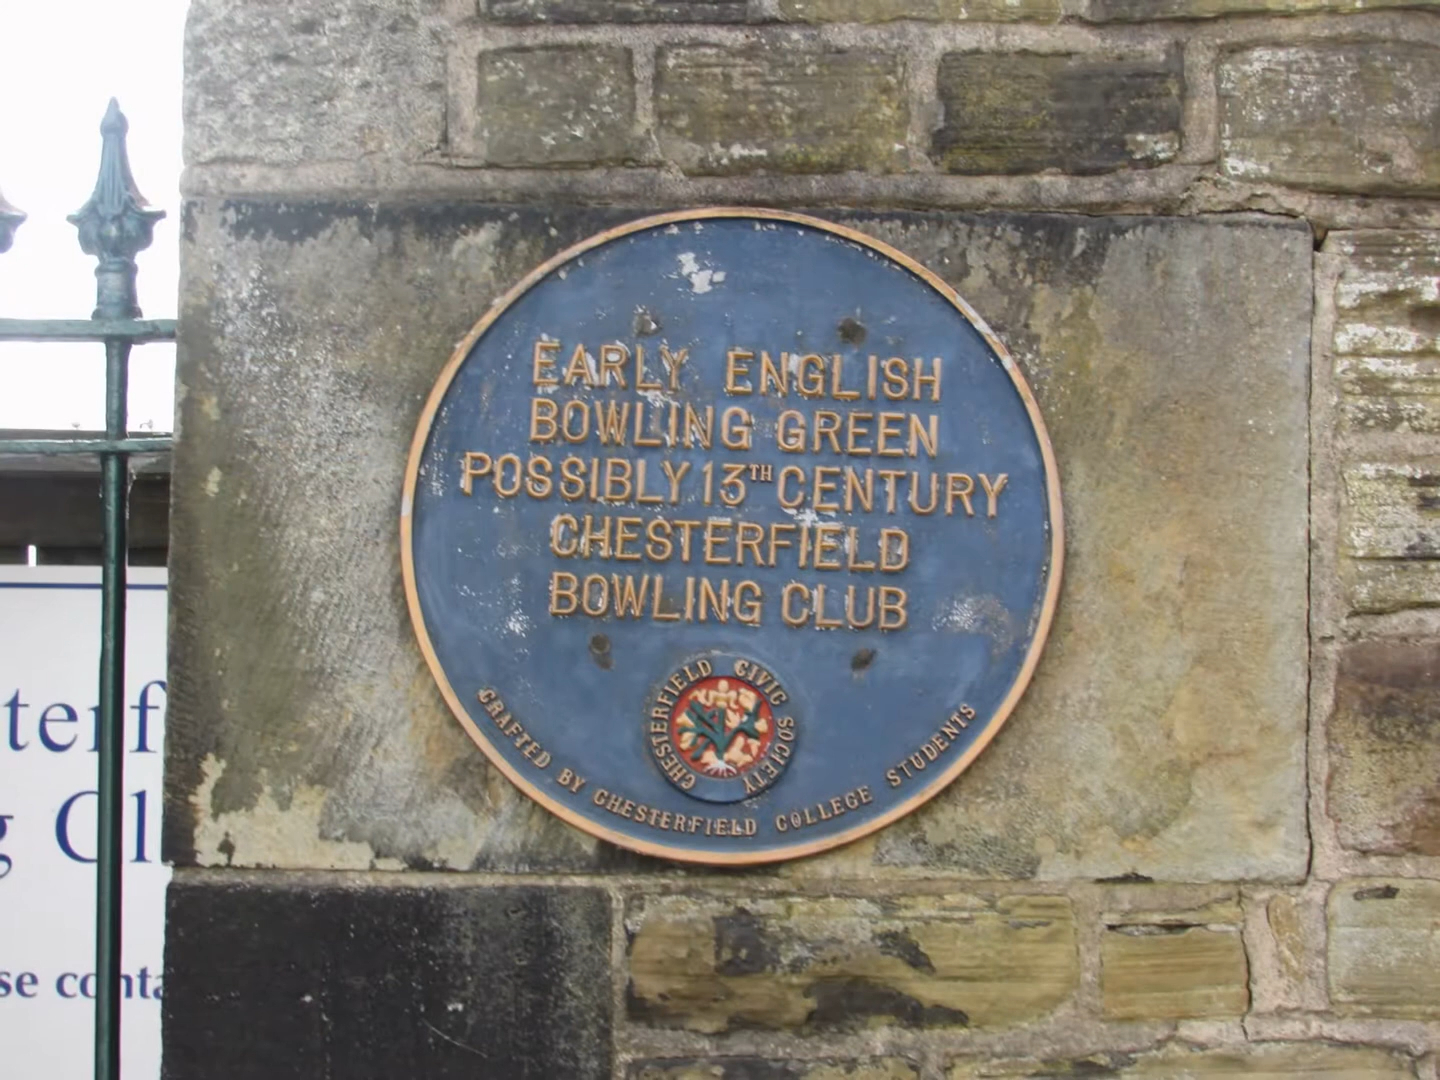 EARLY ENGLISH
BOWLING GREEN
POSSIBLY 13TH CENTURY
CHESTERFIELD
BOWLING CLUB
CHESTERFIELD CIVIC SOCIETY
CRAFTED BY CHESTERFIELD COLLEGE STUDENTS
terf
g Cl
se conta